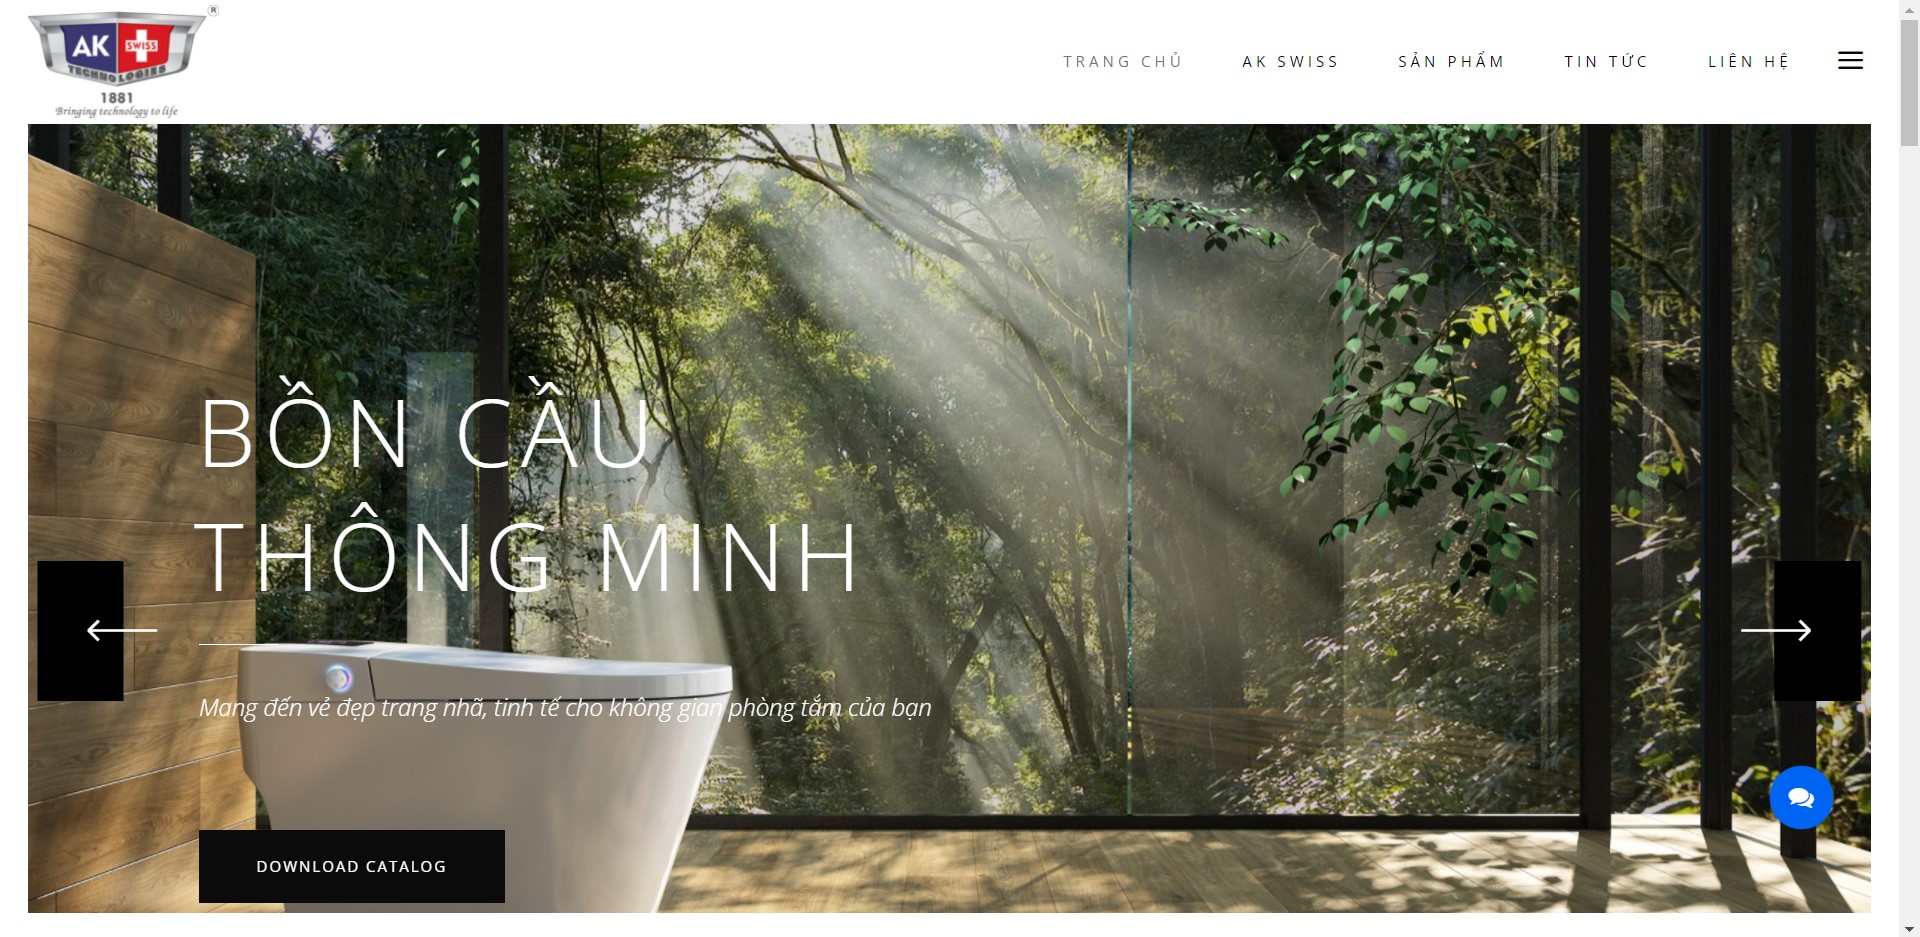 ®
AK SWISS
TECHNOLOGIES
1881
Bringing technology to life
TRANG CHỦ
AK SWISS
SẢN PHẨM
TIN TỨC
LIÊN HỆ
BỒN CẦU
THÔNG MINH
Mang đến vẻ đẹp trang nhã, tinh tế cho không gian phòng tắm của bạn
DOWNLOAD CATALOG